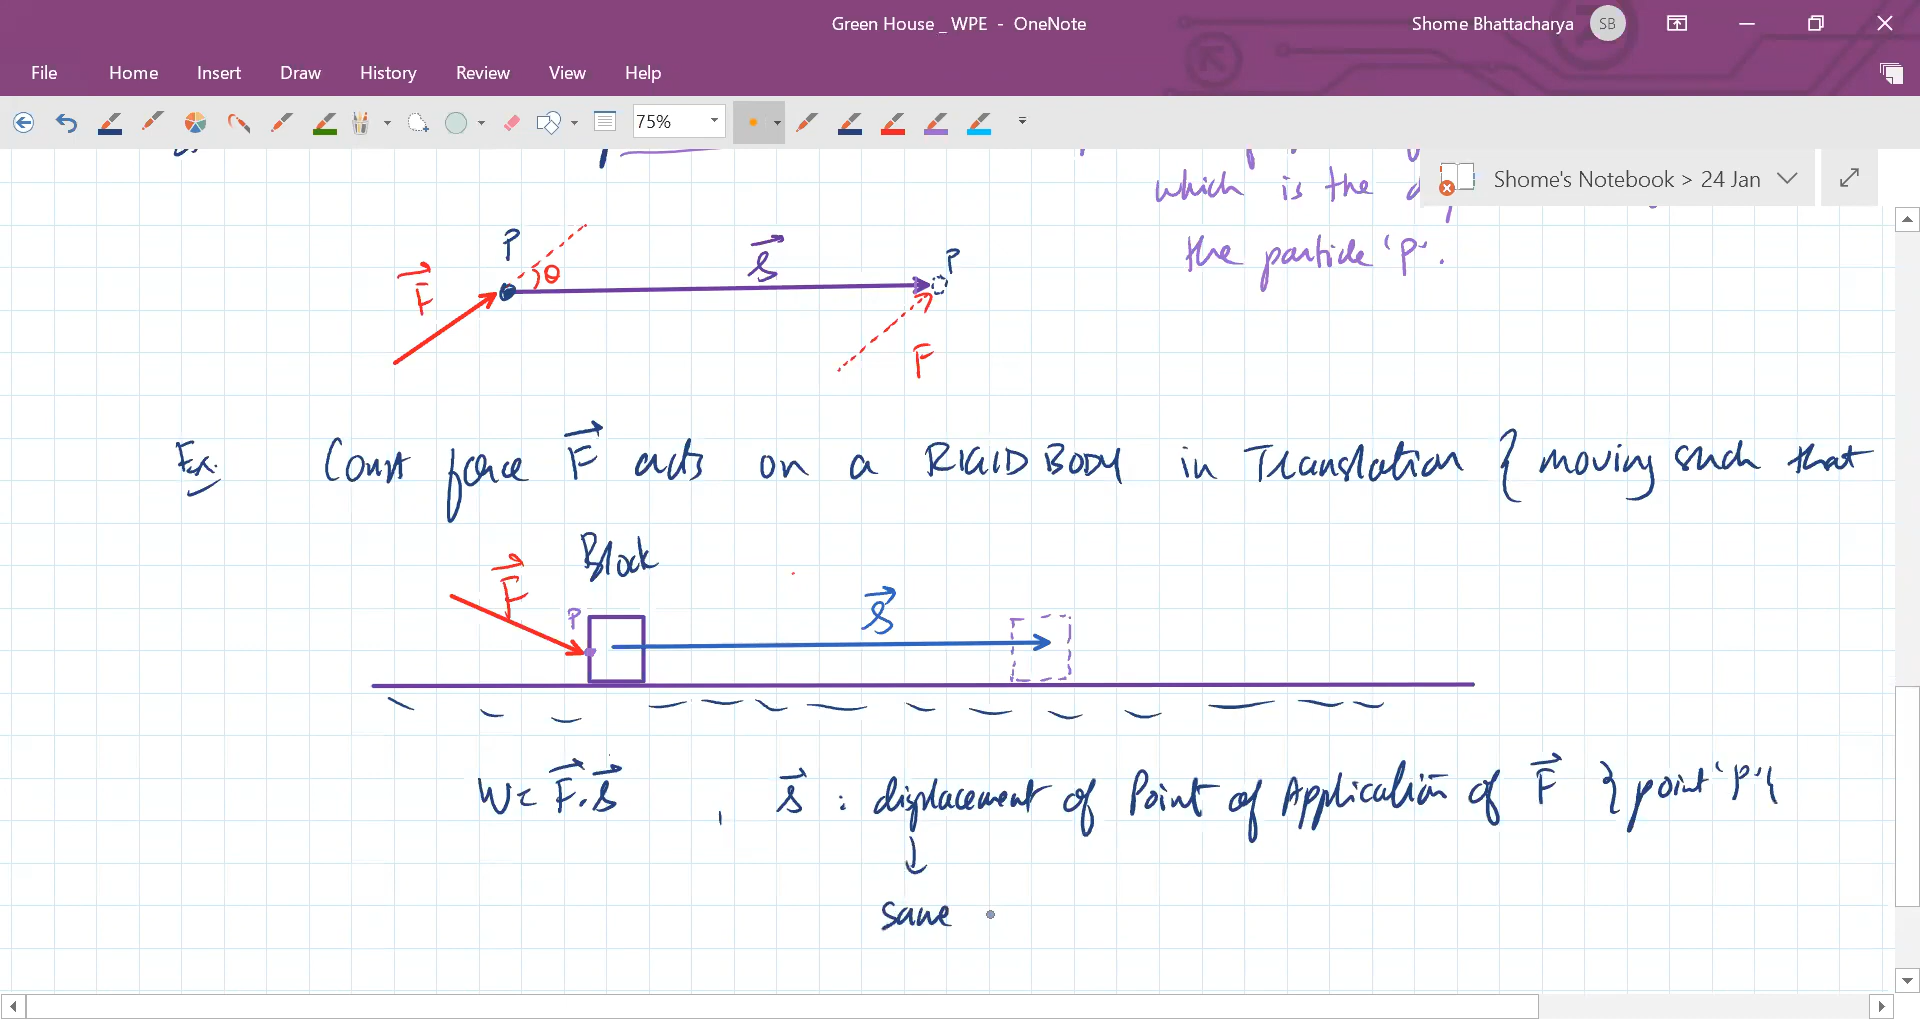 Green House _ WPE - OneNote
Shome Bhattacharya SB
File Home Insert Draw History Review View Help
75%
Shome's Notebook > 24 Jan
which is the
the particle 'P'.
P
θ
F
s
P
F
Ex. Const force F acts on a RIGID BODY in Translation { moving such that
Block
F
P
s
W = F.s , s : displacement of Point of Application of F } point 'P' {
↓
same